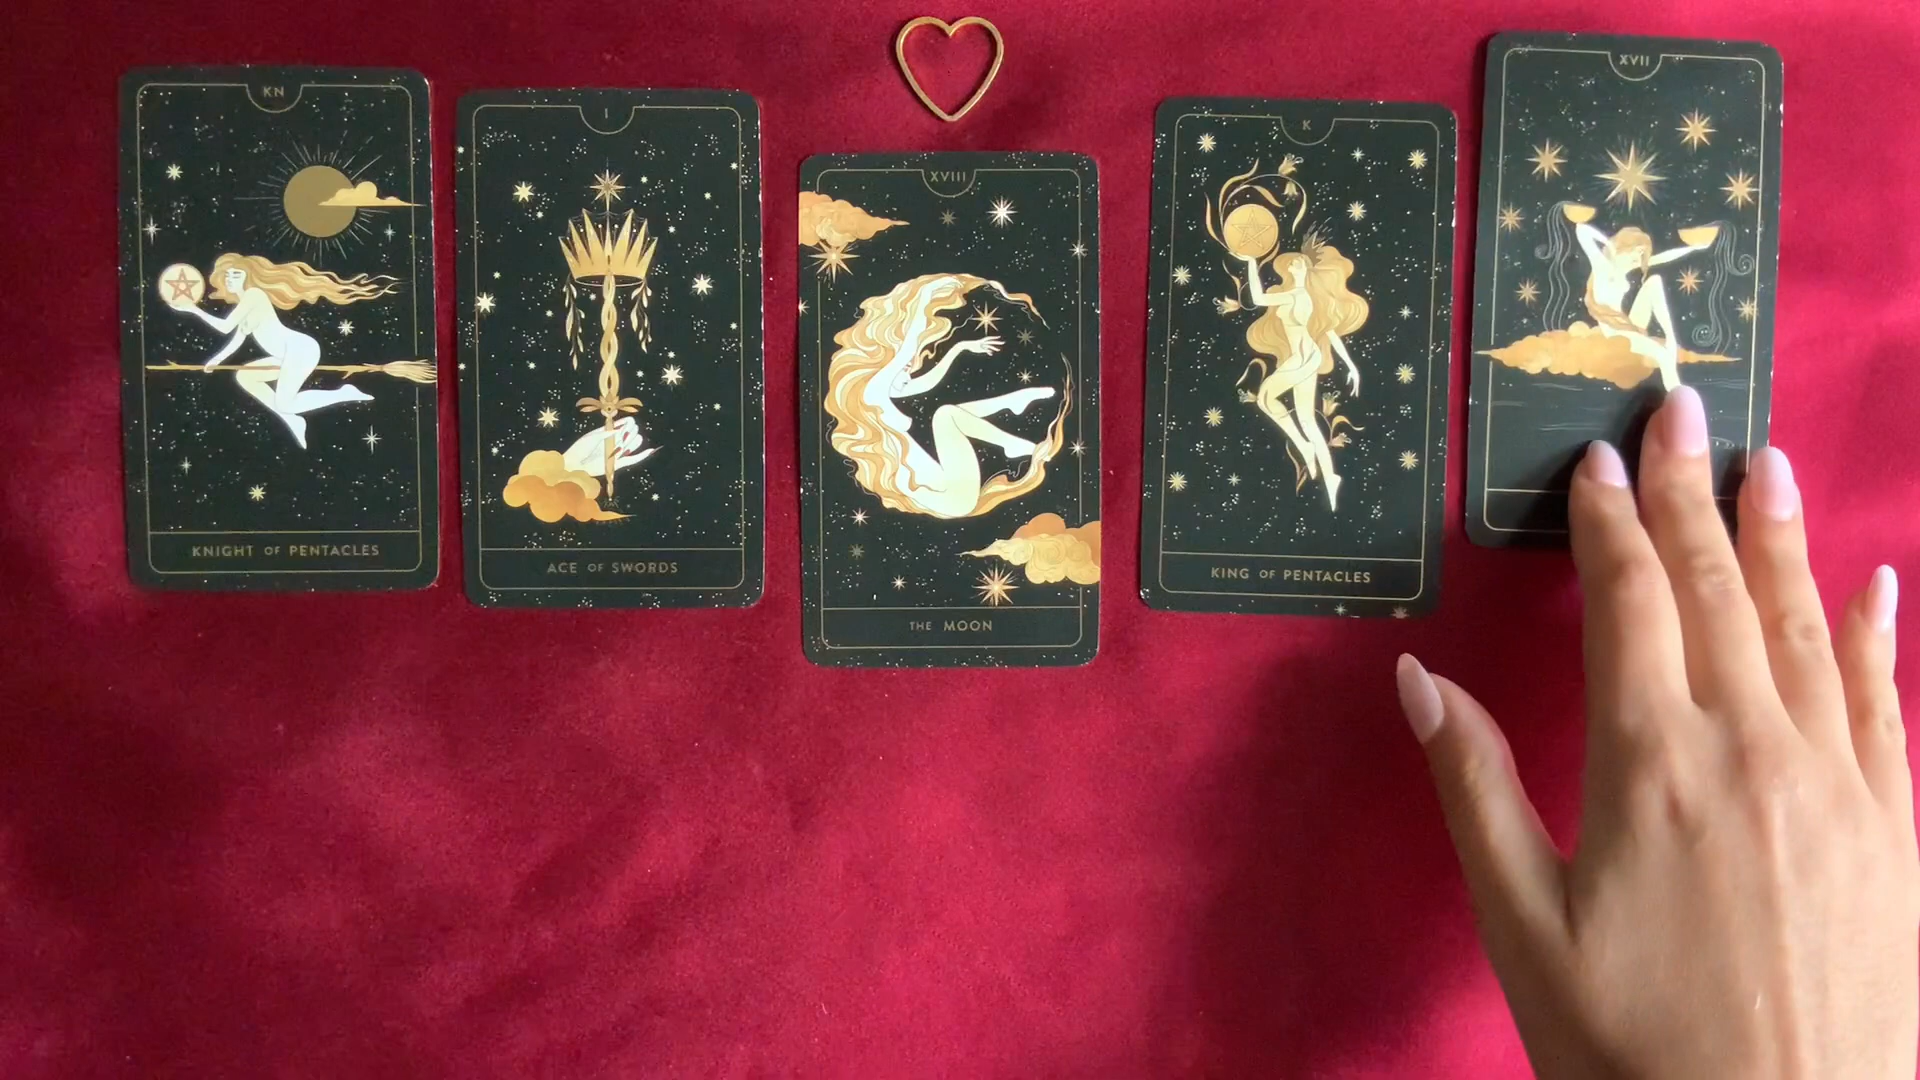 KN
KNIGHT OF PENTACLES
I
ACE OF SWORDS
XVIII
THE MOON
K
KING OF PENTACLES
XVII